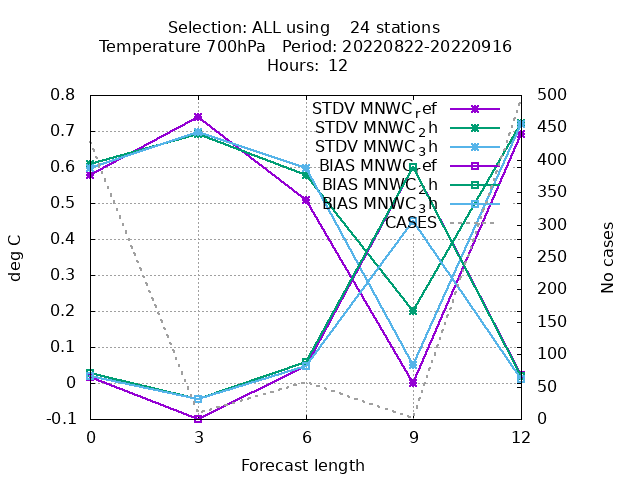 Selection: ALL using    24 stations
Temperature 700hPa   Period: 20220822-20220916
Hours:  12
STDV MNWC_ref
STDV MNWC_2h
STDV MNWC_3h
BIAS MNWC_ref
BIAS MNWC_2h
BIAS MNWC_3h
CASES
0.8
0.7
0.6
0.5
0.4
0.3
0.2
0.1
0
-0.1
deg C
500
450
400
350
300
250
200
150
100
50
0
No cases
0 3 6 9 12
Forecast length